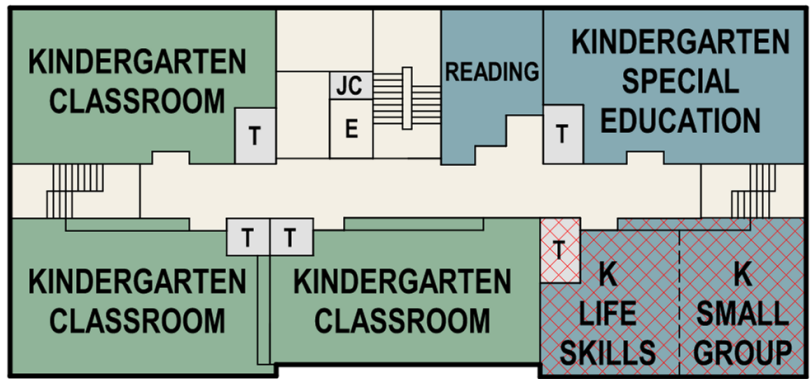 KINDERGARTEN
CLASSROOM
T
JC
E
READING
KINDERGARTEN
SPECIAL
EDUCATION
T
KINDERGARTEN
CLASSROOM
T
T
KINDERGARTEN
CLASSROOM
T
K
LIFE
SKILLS
K
SMALL
GROUP